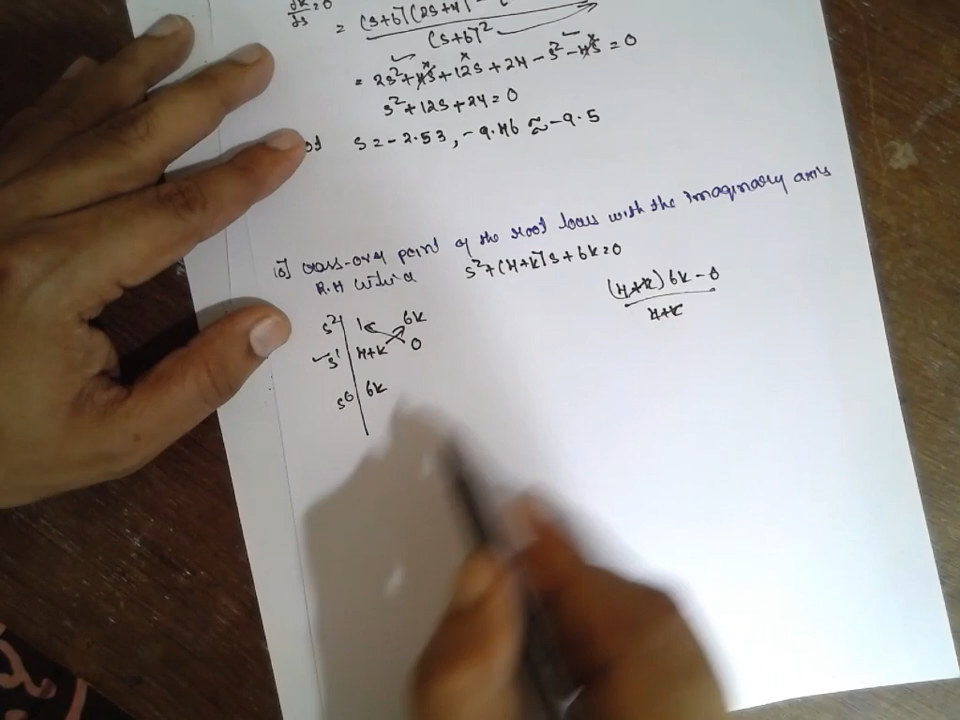 dk/ds = 0
= (s+6)(2s+4) -
(s+6)²
= 2s²+4s+12s+24-s²-4s=0
s²+12s+24=0
s=-2.53, -9.46 ≈ -9.5
10] cross-over point of the root locus with the imaginary axis
R.H s²+(4+k)s+6k=0
(4+k)6k-0
4+k
s² | 1 6k
✓s¹ | 4+k 0
s⁰ | 6k